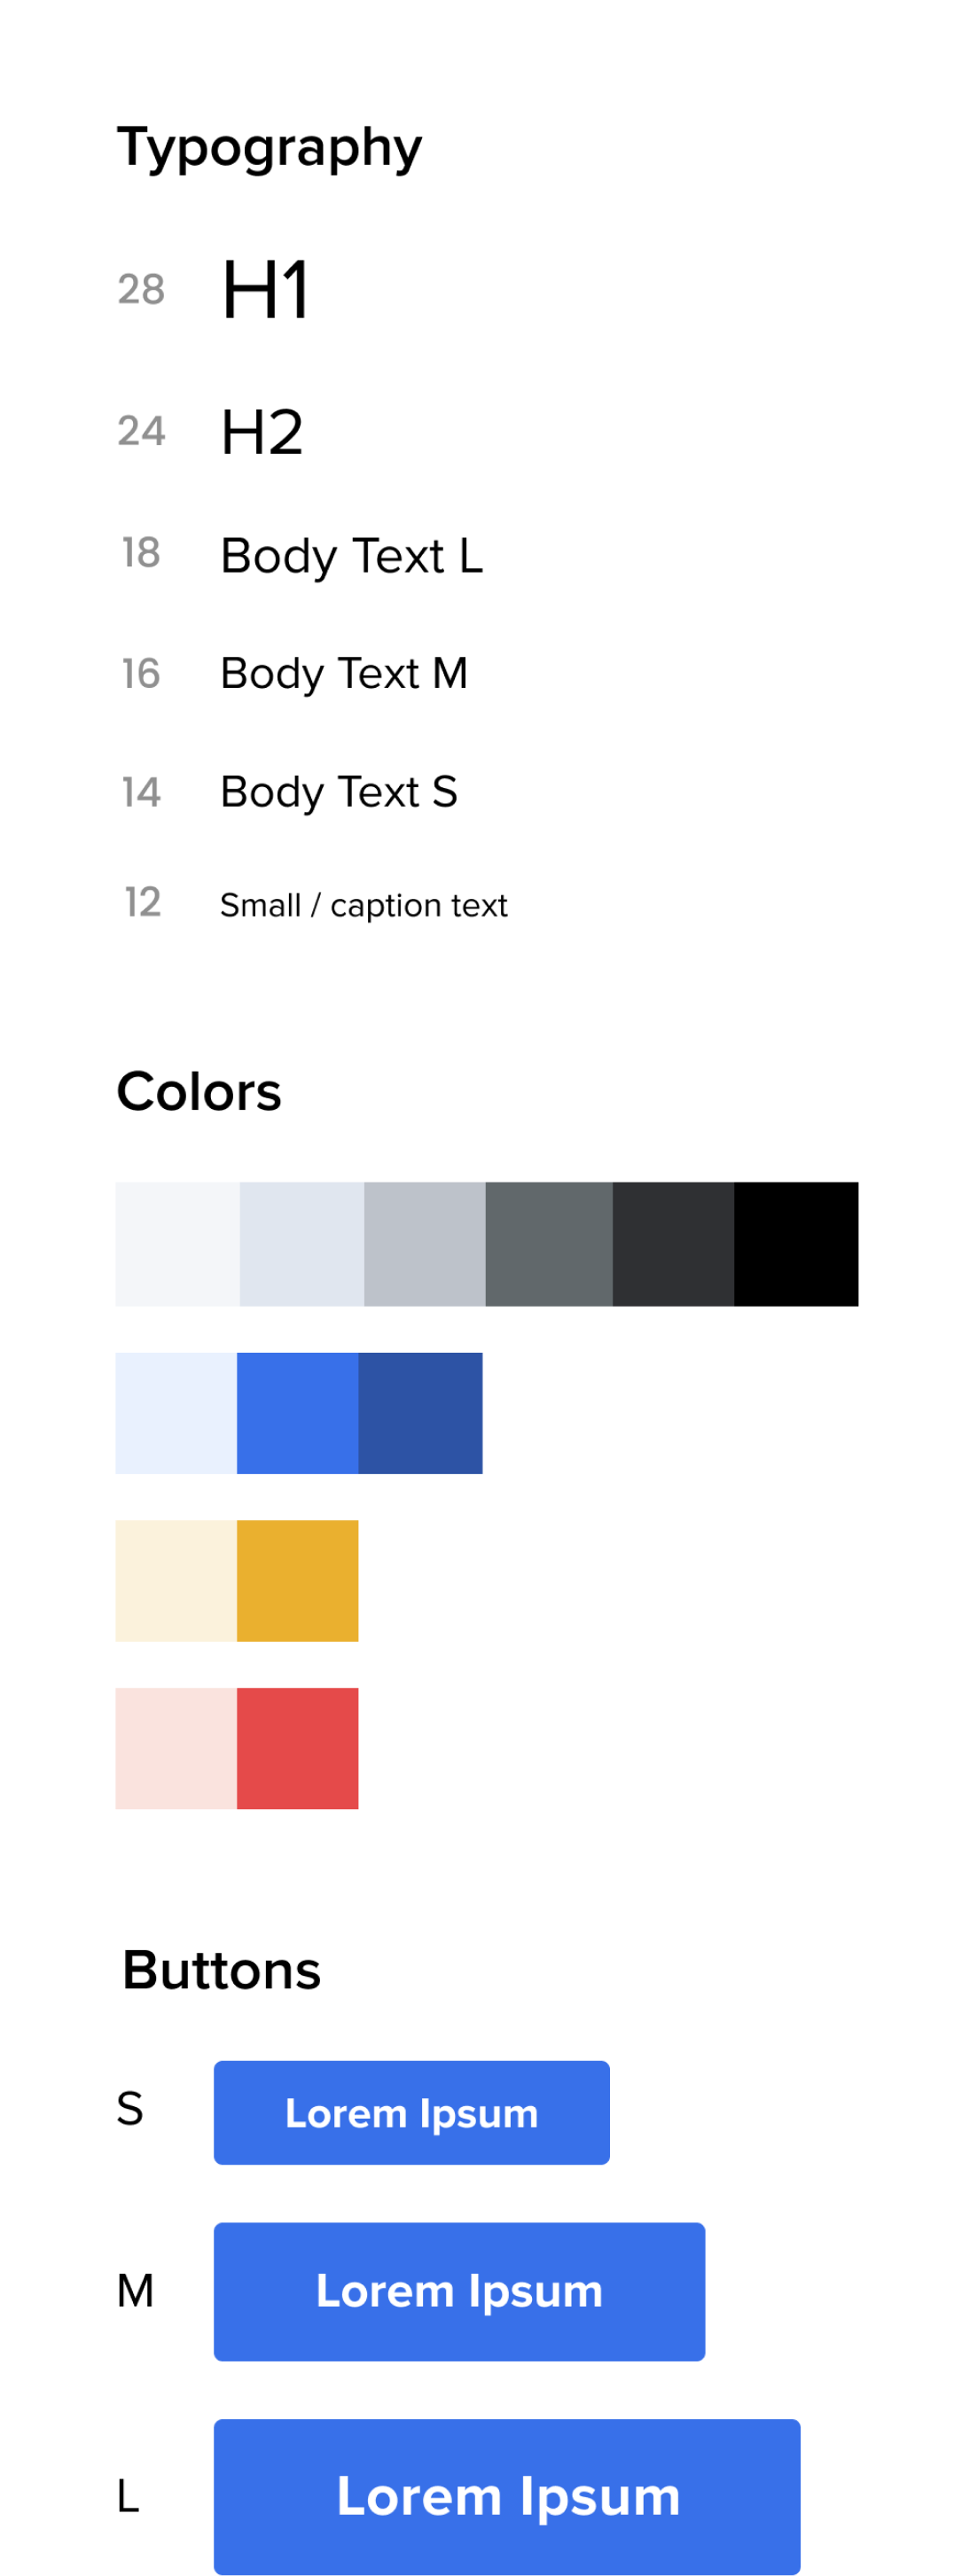 Typography
28 H1
24 H2
18 Body Text L
16 Body Text M
14 Body Text S
12 Small / caption text
Colors
Buttons
S Lorem Ipsum
M Lorem Ipsum
L Lorem Ipsum